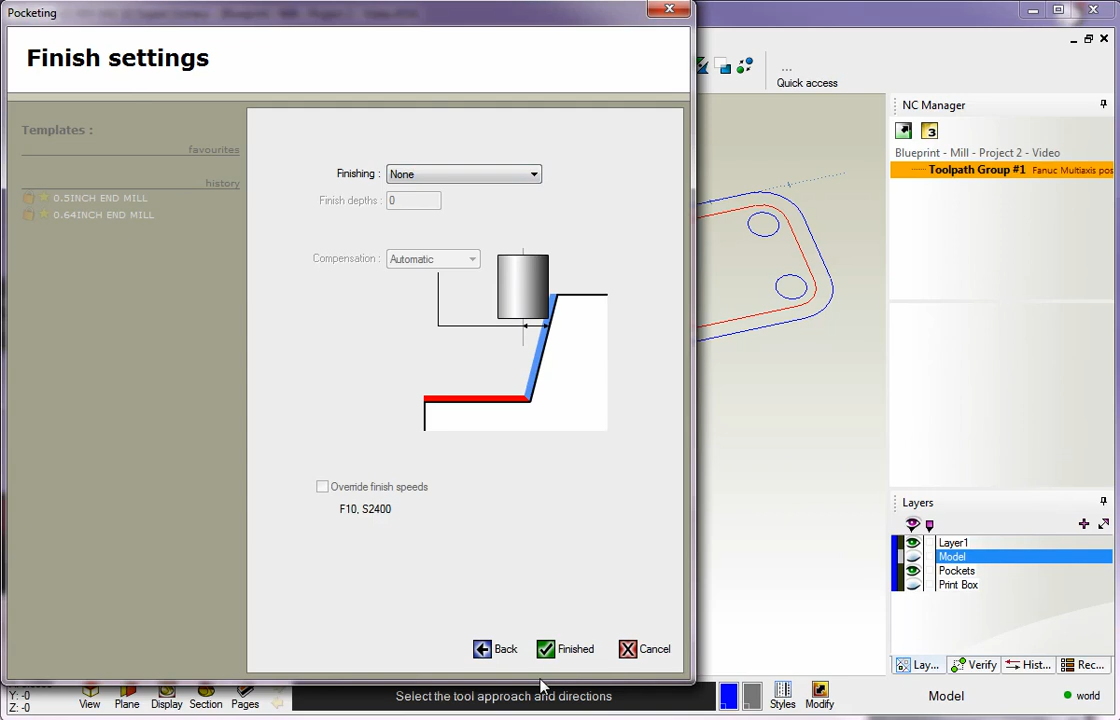 Pocketing
Finish settings
Templates :
favourites
history
0.5INCH END MILL
0.64INCH END MILL
Finishing :
None
Finish depths :
0
Compensation :
Automatic
Override finish speeds
F10, S2400
Back
Finished
Cancel
...
Quick access
NC Manager
3
Blueprint - Mill - Project 2 - Video
Toolpath Group #1 Fanuc Multiaxis pos
Layers
Layer1
Model
Pockets
Print Box
Lay...
Verify
Hist...
Rec...
Y: -0
Z: -0
View
Plane
Display
Section
Pages
Select the tool approach and directions
Styles
Modify
Model
world